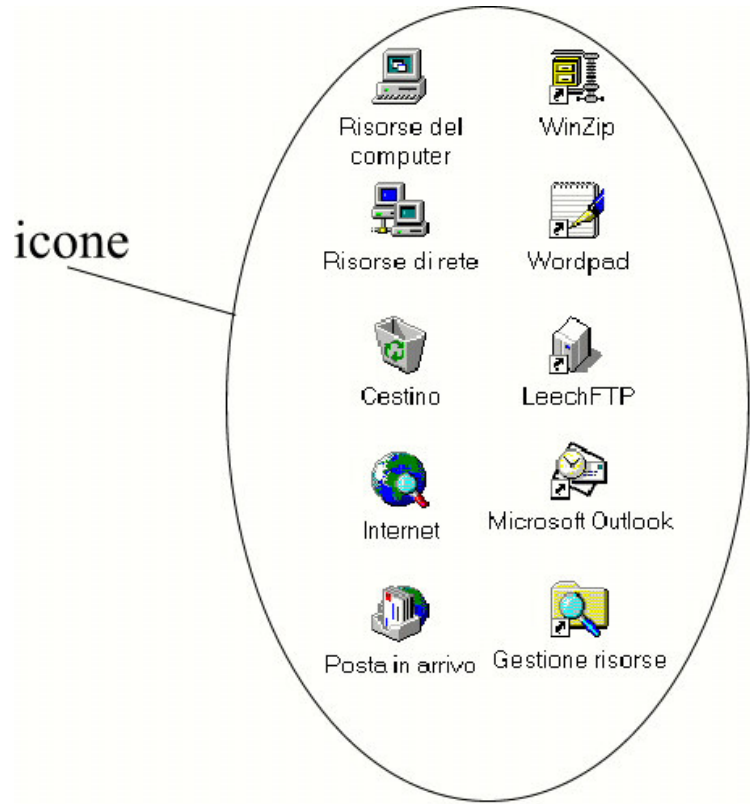 icone
Risorse del
computer
WinZip
Risorse di rete
Wordpad
Cestino
LeechFTP
Internet
Microsoft Outlook
Posta in arrivo
Gestione risorse